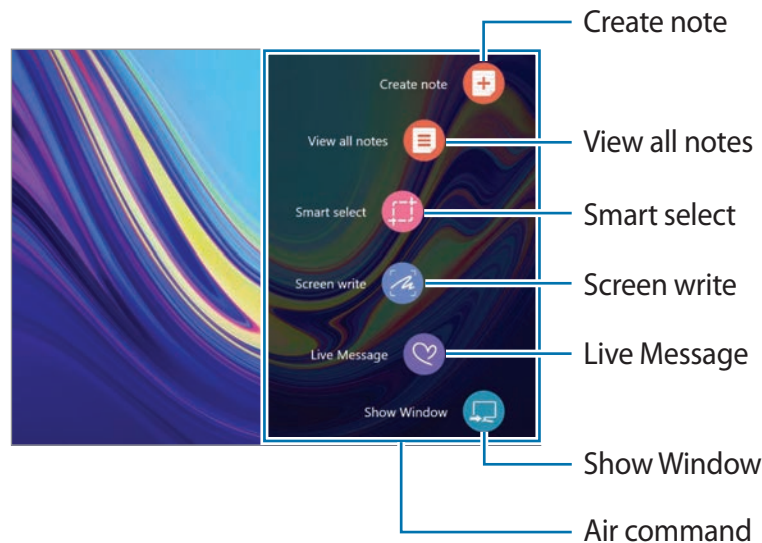 Create note
Create note
View all notes
View all notes
Smart select
Smart select
Screen write
Screen write
Live Message
Live Message
Show Window
Show Window
Air command